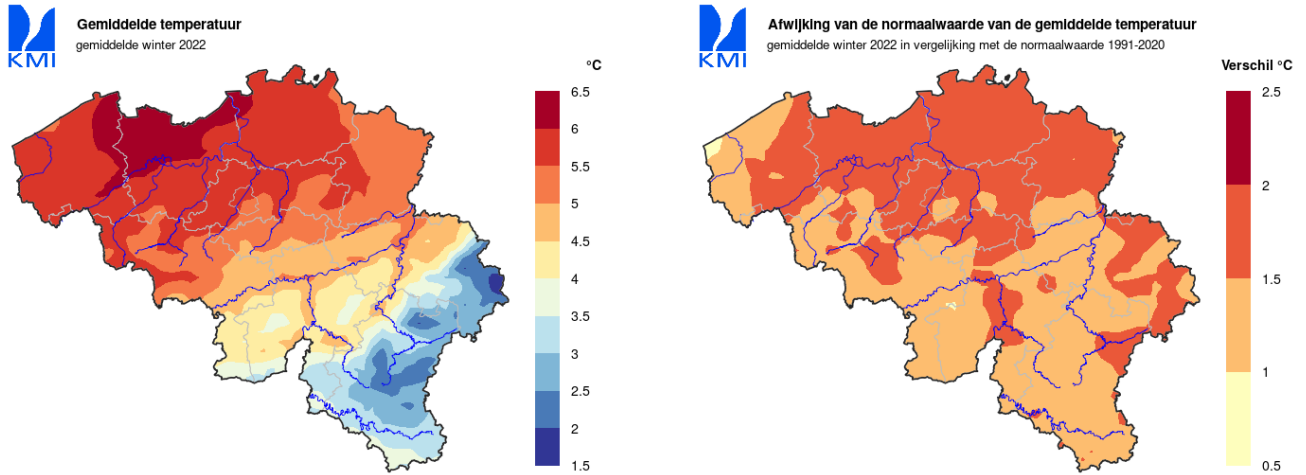 KMI
Gemiddelde temperatuur
gemiddelde winter 2022
°C
6.5
6
5.5
5
4.5
4
3.5
3
2.5
2
1.5
KMI
Afwijking van de normaalwaarde van de gemiddelde temperatuur
gemiddelde winter 2022 in vergelijking met de normaalwaarde 1991-2020
Verschil °C
2.5
2
1.5
1
0.5